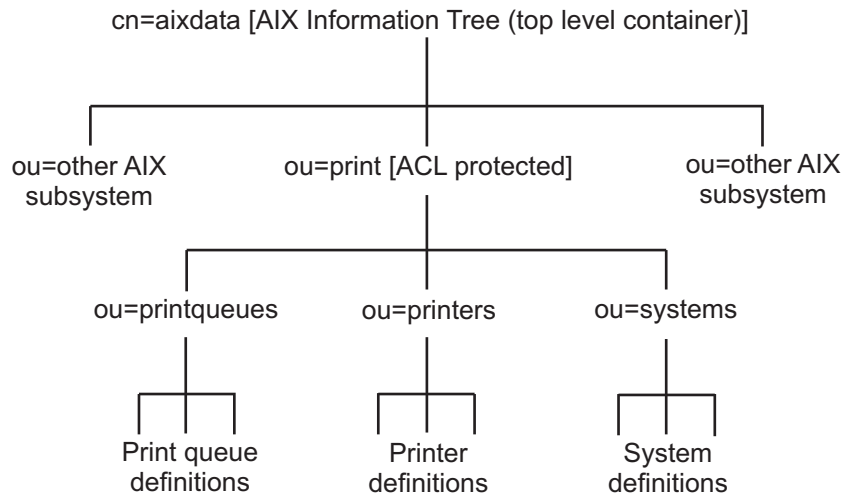 cn=aixdata [AIX Information Tree (top level container)]
ou=other AIX
subsystem
ou=print [ACL protected]
ou=other AIX
subsystem
ou=printqueues
ou=printers
ou=systems
Print queue
definitions
Printer
definitions
System
definitions